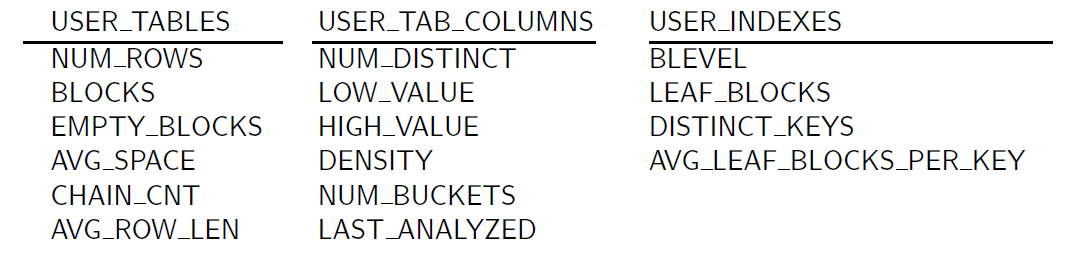 USER_TABLES USER_TAB_COLUMNS USER_INDEXES
NUM_ROWS NUM_DISTINCT BLEVEL
BLOCKS LOW_VALUE LEAF_BLOCKS
EMPTY_BLOCKS HIGH_VALUE DISTINCT_KEYS
AVG_SPACE DENSITY AVG_LEAF_BLOCKS_PER_KEY
CHAIN_CNT NUM_BUCKETS
AVG_ROW_LEN LAST_ANALYZED